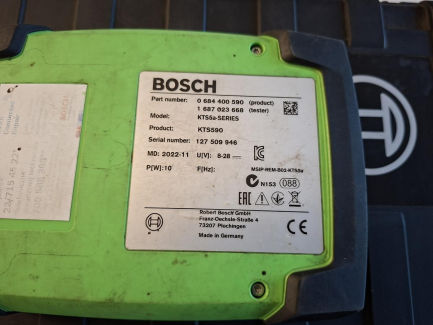 BOSCH
Part number: 0 684 400 590 (product)
1 687 023 668 (tester)
Model: KTS5a-SERIES
Product: KTS590
Serial number: 127 509 946
MD: 2022-11 U(V): 8-28
P[W]:10 F[Hz]:
MSIP-REM-B03-KTS5a
N153 088
EAC CE
Robert Bosch GmbH
Franz-Oechsle-Straße 4
73207 Plochingen
Made in Germany